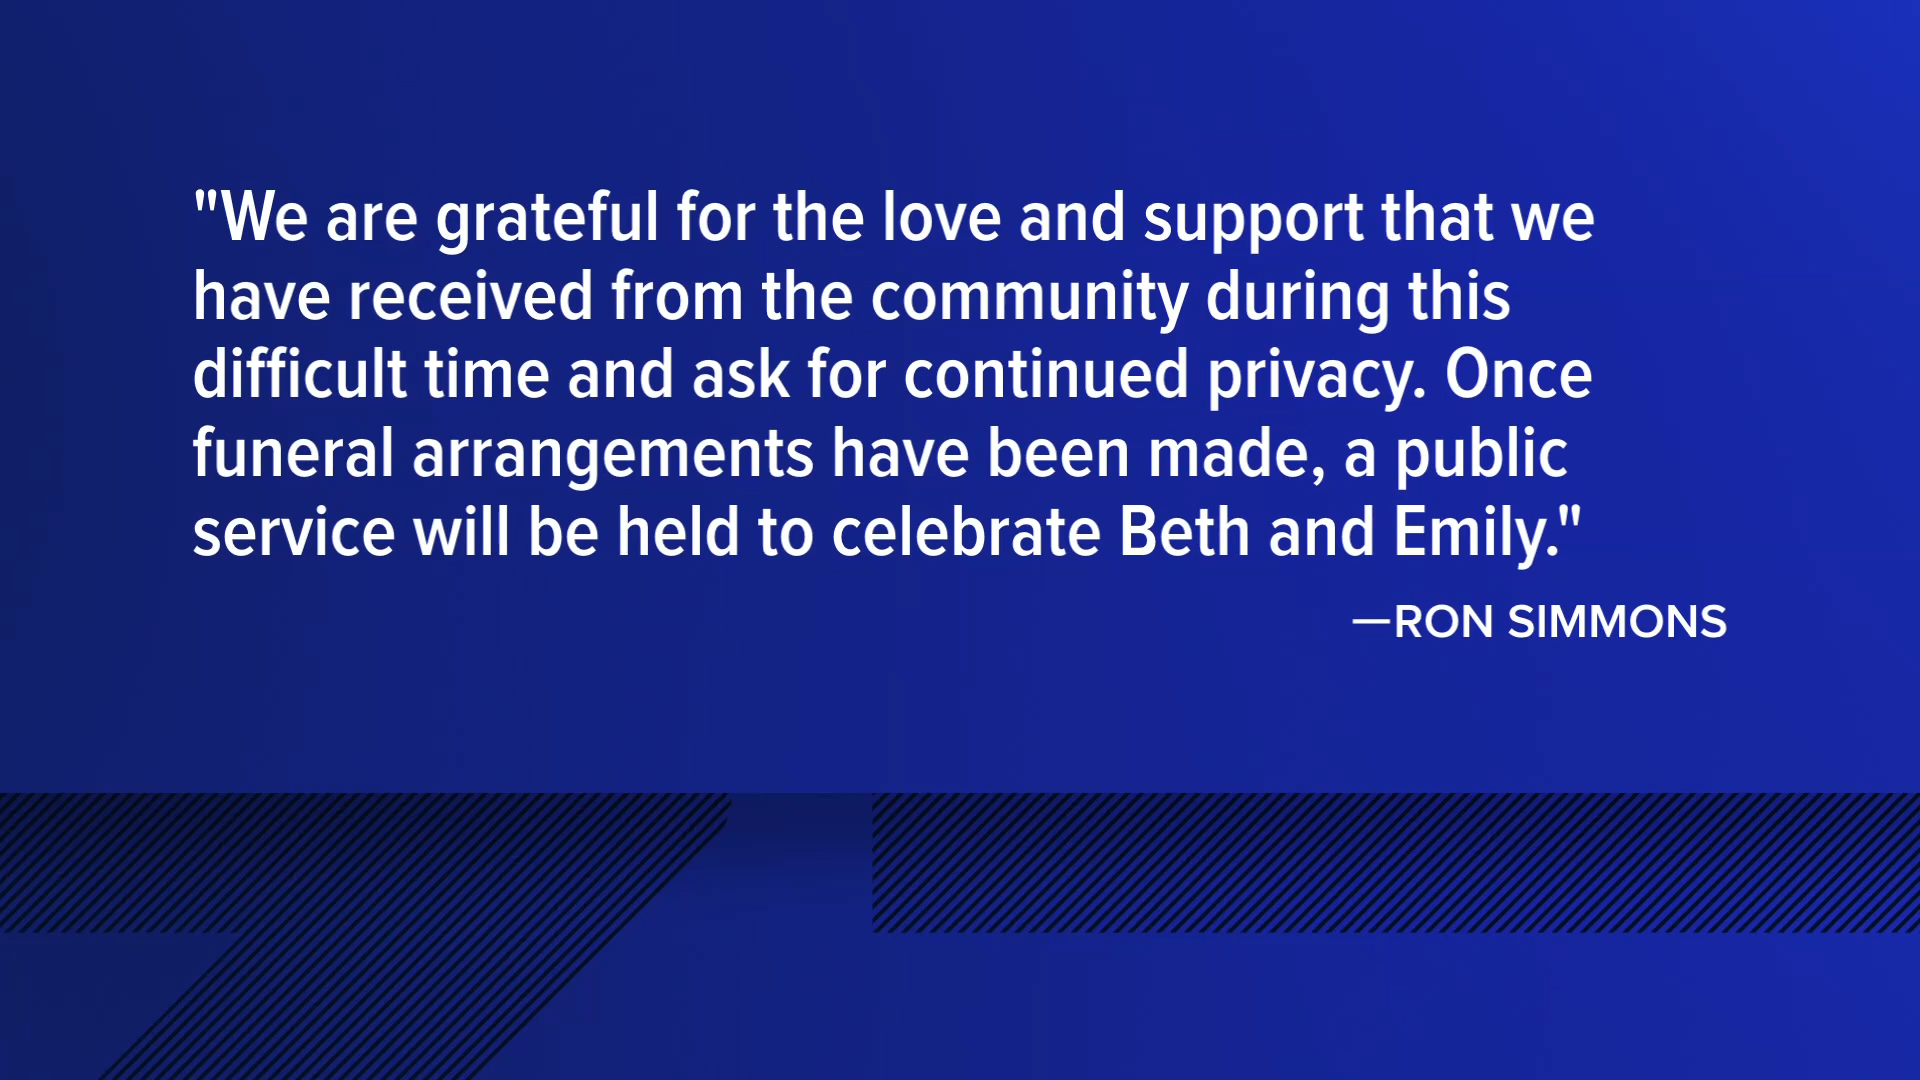 "We are grateful for the love and support that we
have received from the community during this
difficult time and ask for continued privacy. Once
funeral arrangements have been made, a public
service will be held to celebrate Beth and Emily."
—RON SIMMONS